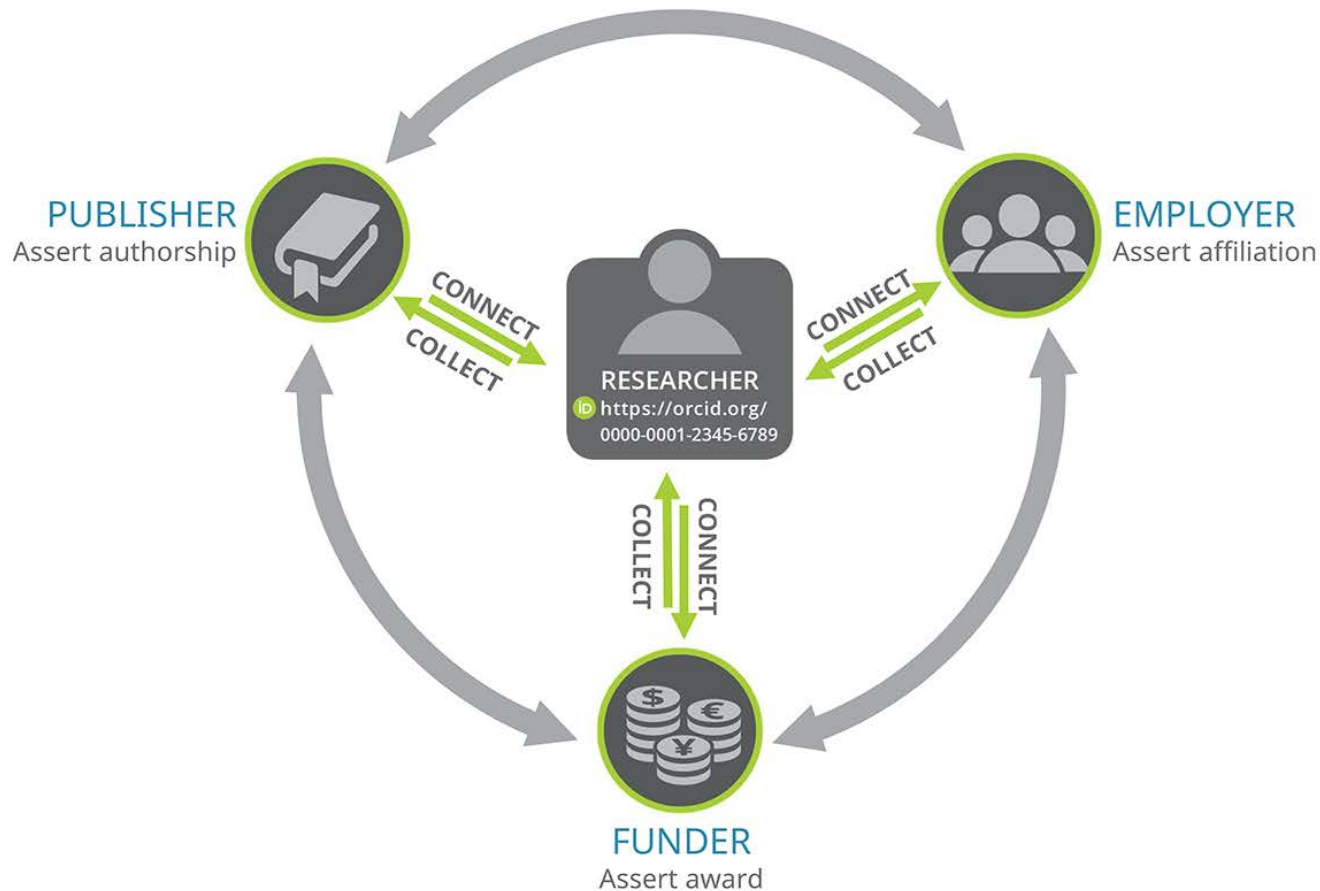 PUBLISHER
Assert authorship
EMPLOYER
Assert affiliation
CONNECT
COLLECT
CONNECT
COLLECT
RESEARCHER
iD https://orcid.org/
0000-0001-2345-6789
COLLECT
CONNECT
$
€
¥
FUNDER
Assert award